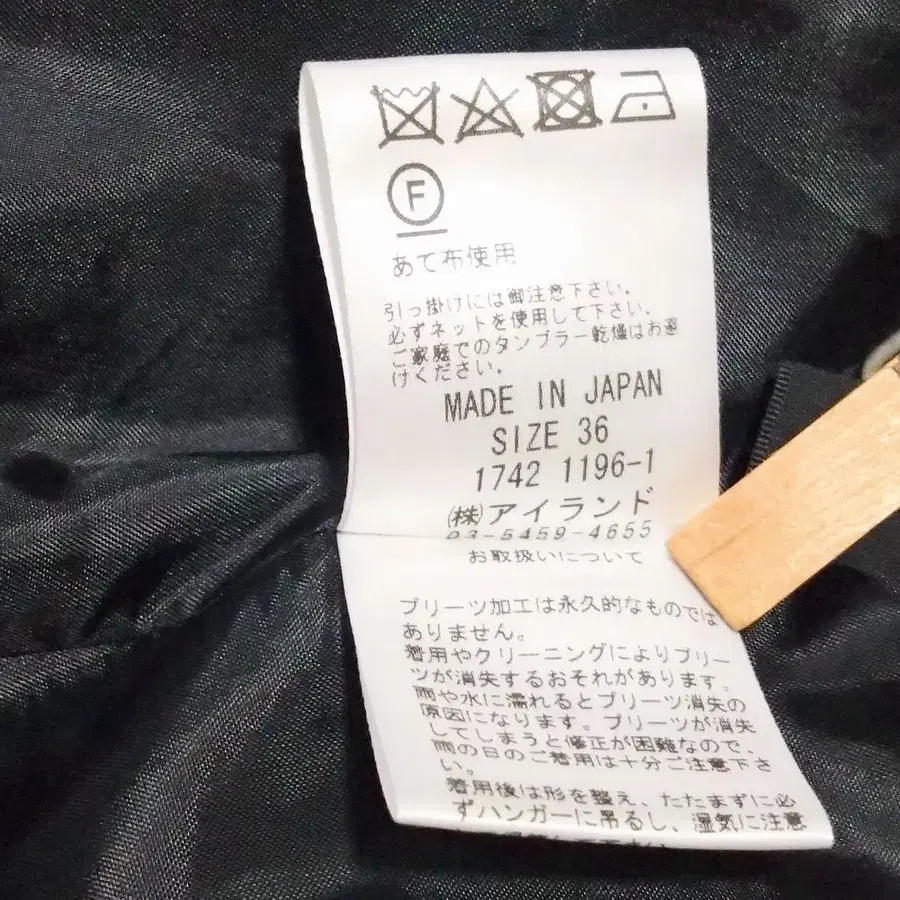 F
あて布使用
引っ掛けには御注意下さい。
必ずネットを使用して下さい。
ご家庭でのタンブラー乾燥はお避
けください。
MADE IN JAPAN
SIZE 36
1742 1196-1
㈱アイランド
03-5459-4655
お取扱いについて
プリーツ加工は永久的なものでは
ありません。
着用やクリーニングによりプリー
ツが消失するおそれがあります。
雨や水に濡れるとプリーツ消失の
原因になります。プリーツが消失
してしまうと修正が困難なので、
雨の日のご着用は十分ご注意下さ
い。
着用後は形を整え、たたまずに必
ずハンガーに吊るし、湿気に注意